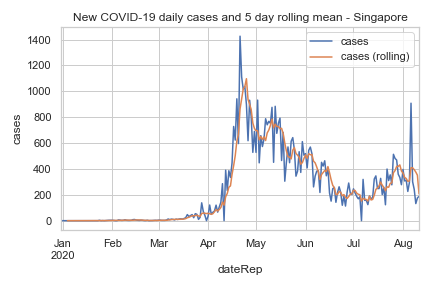 New COVID-19 daily cases and 5 day rolling mean - Singapore
cases
cases (rolling)
1400
1200
1000
800
600
400
200
0
cases
Jan Feb Mar Apr May Jun Jul Aug
2020
dateRep